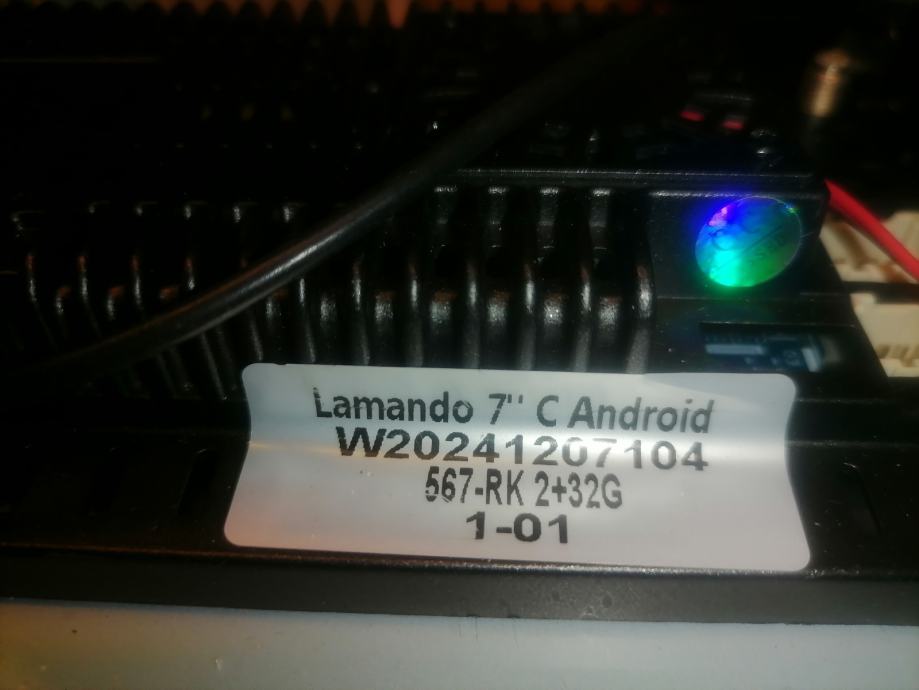 Lamando 7'' C Android
W20241207104
567-RK 2+32G
1-01